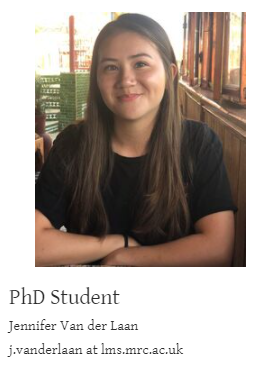 PhD Student
Jennifer Van der Laan
j.vanderlaan at lms.mrc.ac.uk